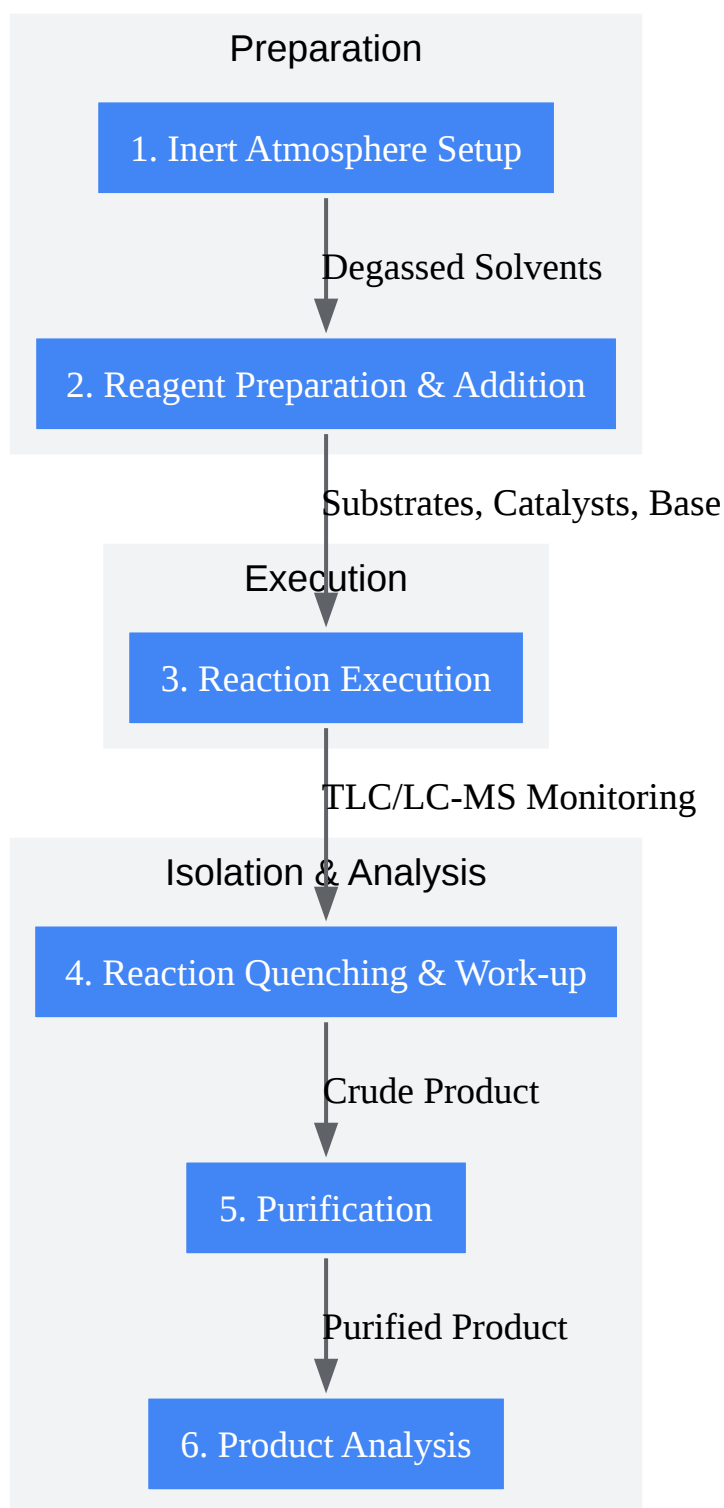 Preparation
1. Inert Atmosphere Setup
Degassed Solvents
2. Reagent Preparation & Addition
Substrates, Catalysts, Base
Execution
3. Reaction Execution
TLC/LC-MS Monitoring
Isolation & Analysis
4. Reaction Quenching & Work-up
Crude Product
5. Purification
Purified Product
6. Product Analysis